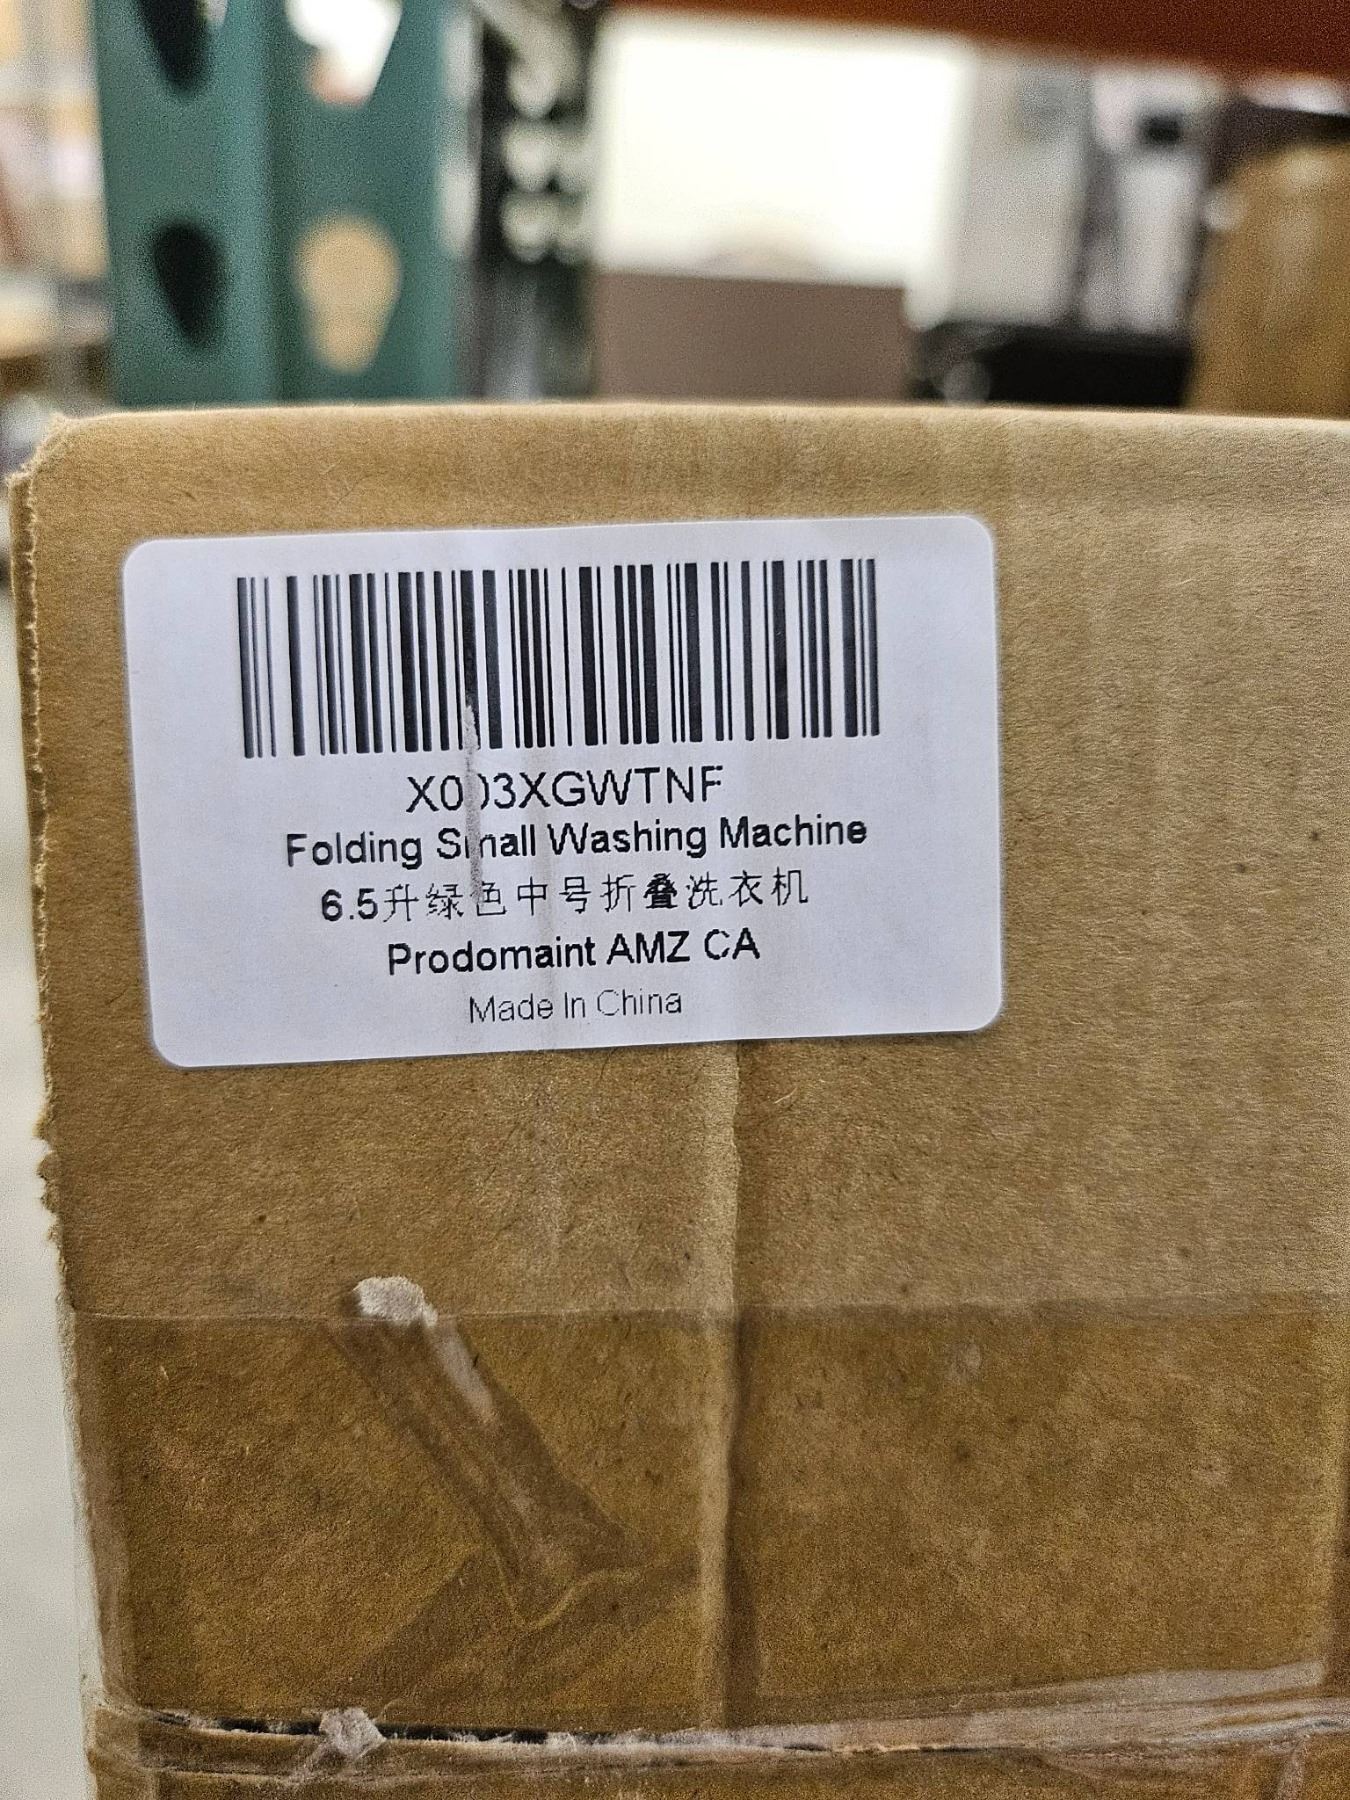 X003XGWTNF
Folding Small Washing Machine
6.5升绿色中号折叠洗衣机
Prodomaint AMZ CA
Made In China